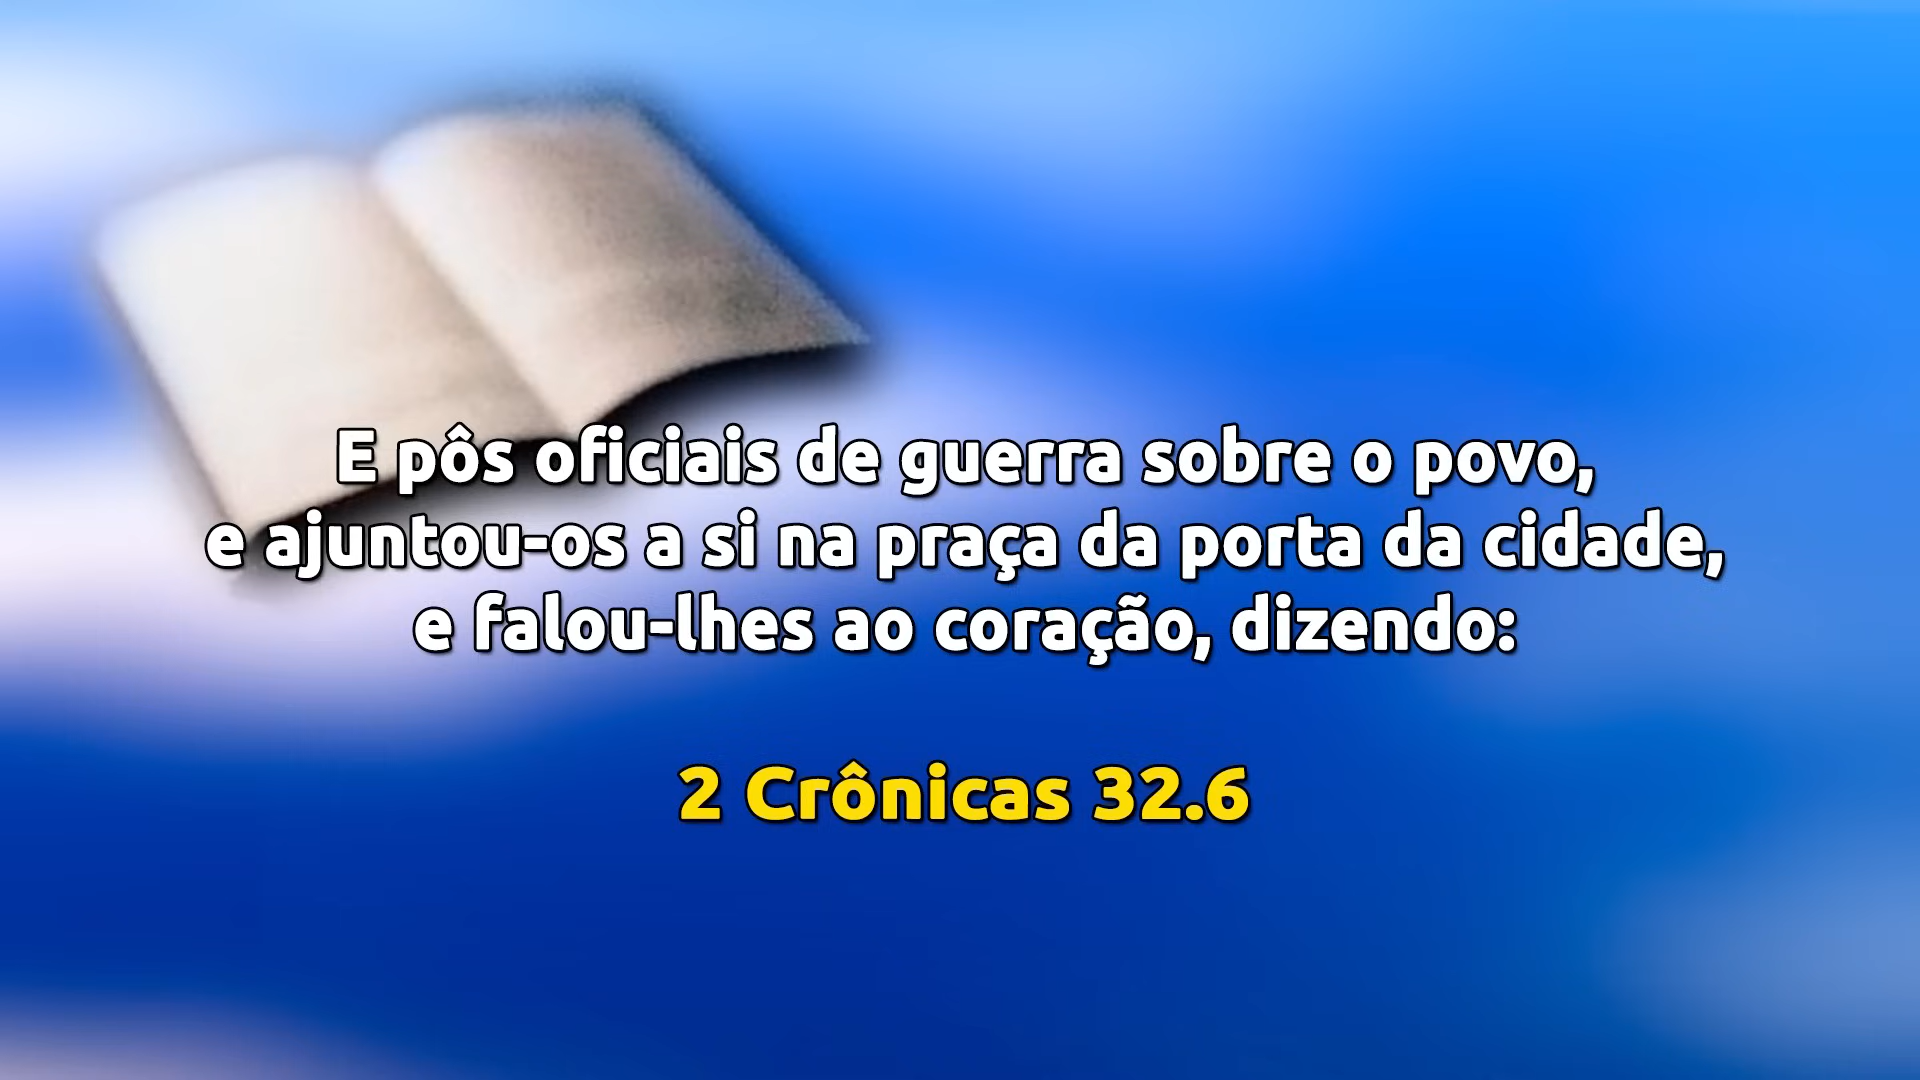 E pôs oficiais de guerra sobre o povo,
e ajuntou-os a si na praça da porta da cidade,
e falou-lhes ao coração, dizendo:
2 Crônicas 32.6